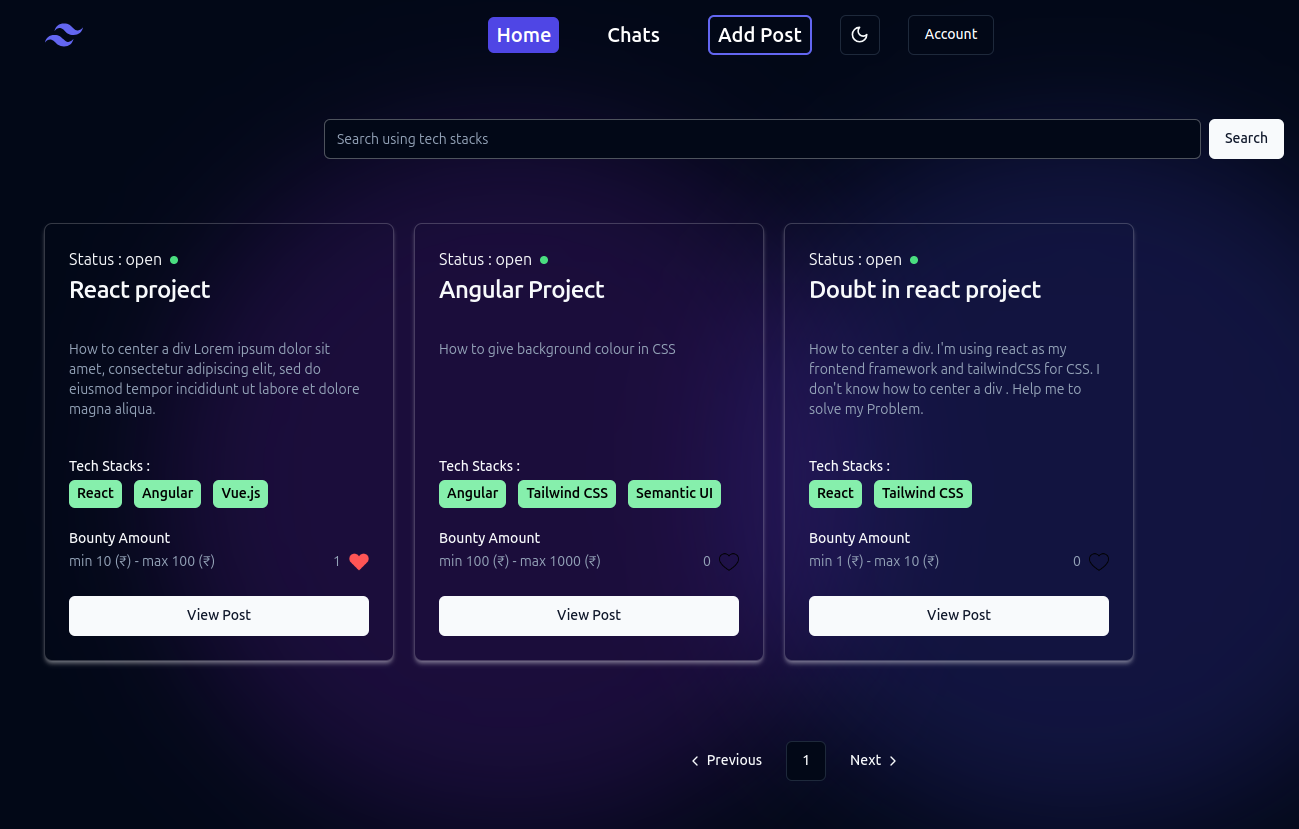 Home Chats Add Post Account
Search using tech stacks Search
Status : open
React project
How to center a div Lorem ipsum dolor sit
amet, consectetur adipiscing elit, sed do
eiusmod tempor incididunt ut labore et dolore
magna aliqua.
Tech Stacks :
React Angular Vue.js
Bounty Amount
min 10 (₹) - max 100 (₹) 1
View Post
Status : open
Angular Project
How to give background colour in CSS
Tech Stacks :
Angular Tailwind CSS Semantic UI
Bounty Amount
min 100 (₹) - max 1000 (₹) 0
View Post
Status : open
Doubt in react project
How to center a div. I'm using react as my
frontend framework and tailwindCSS for CSS. I
don't know how to center a div . Help me to
solve my Problem.
Tech Stacks :
React Tailwind CSS
Bounty Amount
min 1 (₹) - max 10 (₹) 0
View Post
Previous 1 Next